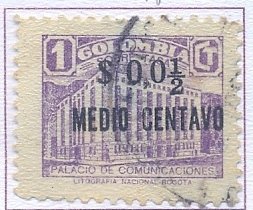 1 COLOMBIA 1
$ 0 0½
MEDIO CENTAVO
PALACIO DE COMUNICACIONES
LITOGRAFIA NACIONAL BOGOTA